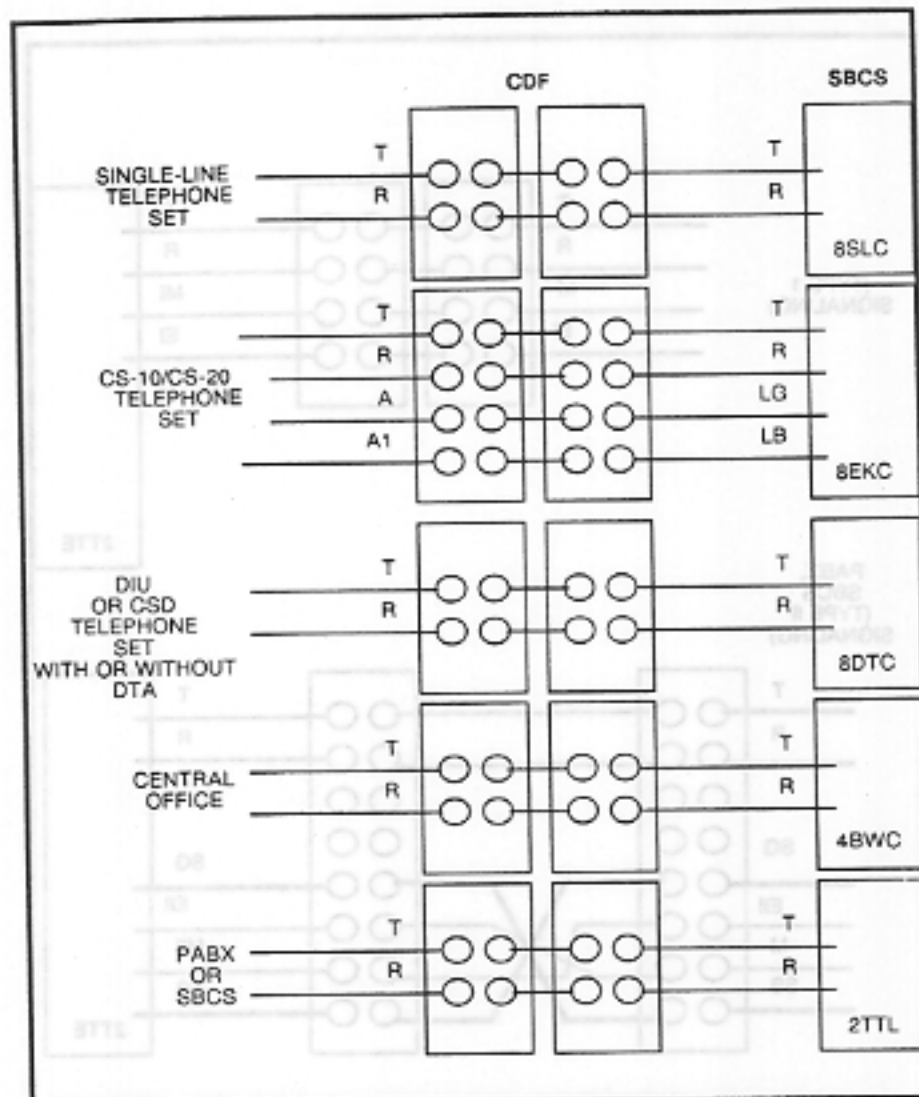 CDF
SBCS
SINGLE-LINE
TELEPHONE
SET
T
R
T
R
8SLC
CS-10/CS-20
TELEPHONE
SET
T
R
A
A1
T
R
LG
LB
8EKC
DIU
OR CSD
TELEPHONE
SET
WITH OR WITHOUT
DTA
T
R
T
R
8DTC
CENTRAL
OFFICE
T
R
T
R
4BWC
PABX
OR
SBCS
T
R
T
R
2TTL